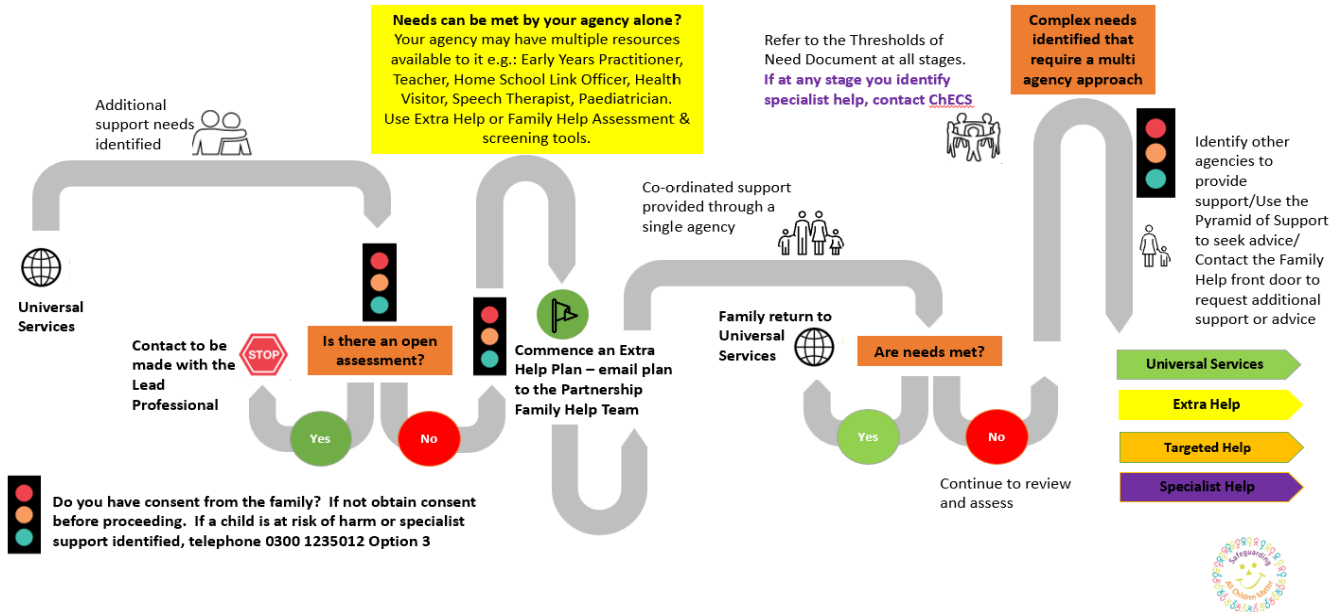 Additional
support needs
identified
Universal
Services
Contact to be
made with the
Lead
Professional
STOP
Is there an open
assessment?
Yes
No
Needs can be met by your agency alone?
Your agency may have multiple resources
available to it e.g.: Early Years Practitioner,
Teacher, Home School Link Officer, Health
Visitor, Speech Therapist, Paediatrician.
Use Extra Help or Family Help Assessment &
screening tools.
Commence an Extra
Help Plan – email plan
to the Partnership
Family Help Team
Co-ordinated support
provided through a
single agency
Family return to
Universal
Services
Are needs met?
Yes
No
Continue to review
and assess
Refer to the Thresholds of
Need Document at all stages.
If at any stage you identify
specialist help, contact ChECS
Complex needs
identified that
require a multi
agency approach
Identify other
agencies to
provide
support/Use the
Pyramid of Support
to seek advice/
Contact the Family
Help front door to
request additional
support or advice
Universal Services
Extra Help
Targeted Help
Specialist Help
Do you have consent from the family? If not obtain consent
before proceeding. If a child is at risk of harm or specialist
support identified, telephone 0300 1235012 Option 3
Safeguarding
All Children Matter